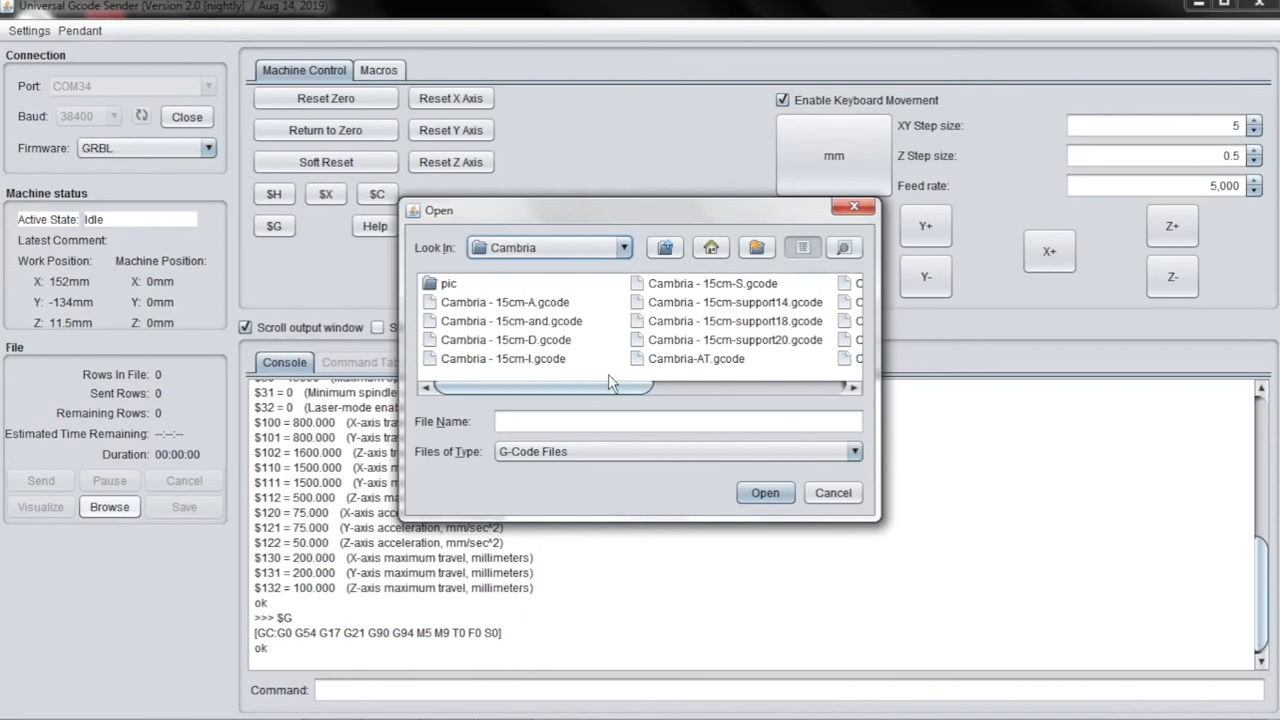 Universal Gcode Sender (Version 2.0 [nightly] / Aug 14, 2019)
Settings Pendant
Connection
Port: COM34
Baud: 38400 Close
Firmware: GRBL
Machine status
Active State: Idle
Latest Comment:
Work Position: Machine Position:
X: 152mm X: 0mm
Y: -134mm Y: 0mm
Z: 11.5mm Z: 0mm
File
Rows In File: 0
Sent Rows: 0
Remaining Rows: 0
Estimated Time Remaining: --:--:--
Duration: 00:00:00
Send Pause Cancel
Visualize Browse Save
Machine Control Macros
Reset Zero Reset X Axis
Return to Zero Reset Y Axis
Soft Reset Reset Z Axis
$H $X $C
$G Help
Enable Keyboard Movement
mm
XY Step size: 5
Z Step size: 0.5
Feed rate: 5,000
Y+ Z+
X+
Y- Z-
Scroll output window
Open
Look In: Cambria
pic
Cambria - 15cm-A.gcode
Cambria - 15cm-and.gcode
Cambria - 15cm-D.gcode
Cambria - 15cm-I.gcode
Cambria - 15cm-S.gcode
Cambria - 15cm-support14.gcode
Cambria - 15cm-support18.gcode
Cambria - 15cm-support20.gcode
Cambria-AT.gcode
File Name:
Files of Type: G-Code Files
Open Cancel
Console Command Ta
$31 = 0 (Minimum spindle
$32 = 0 (Laser-mode enab
$100 = 800.000 (X-axis tra
$101 = 800.000 (Y-axis tra
$102 = 1600.000 (Z-axis tr
$110 = 1500.000 (X-axis
$111 = 1500.000 (Y-axis
$112 = 500.000 (Z-axis
$120 = 75.000 (X-axis acc
$121 = 75.000 (Y-axis acceleration, mm/sec^2)
$122 = 50.000 (Z-axis acceleration, mm/sec^2)
$130 = 200.000 (X-axis maximum travel, millimeters)
$131 = 200.000 (Y-axis maximum travel, millimeters)
$132 = 100.000 (Z-axis maximum travel, millimeters)
ok
>>> $G
[GC:G0 G54 G17 G21 G90 G94 M5 M9 T0 F0 S0]
ok
Command: